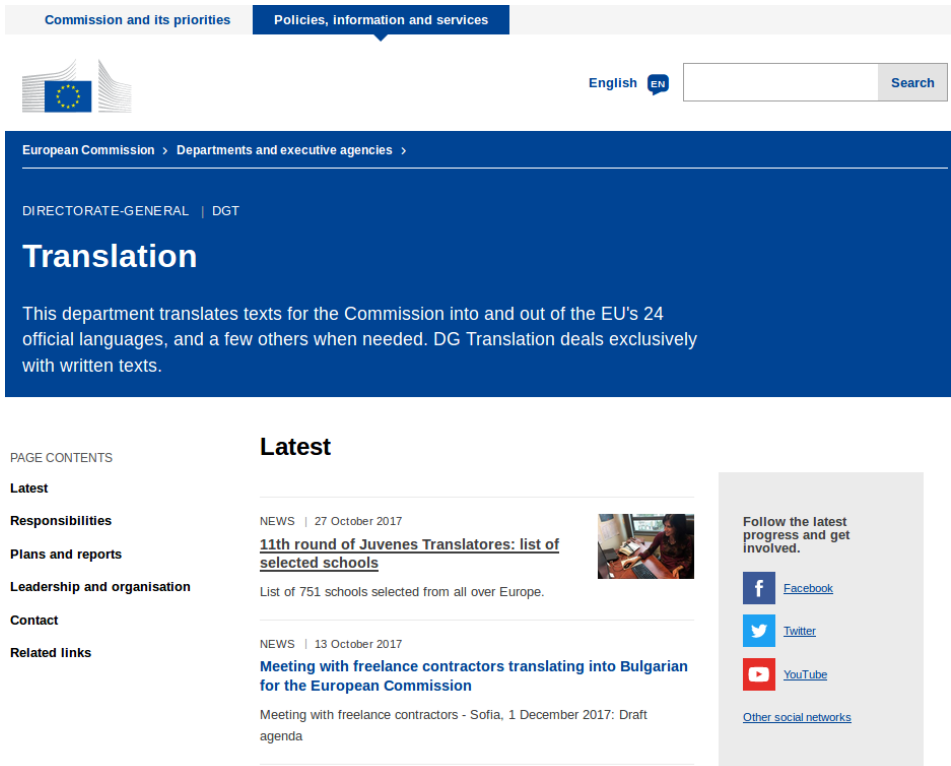 Commission and its priorities
Policies, information and services
English
EN
Search
European Commission > Departments and executive agencies >
DIRECTORATE-GENERAL | DGT
Translation
This department translates texts for the Commission into and out of the EU's 24
official languages, and a few others when needed. DG Translation deals exclusively
with written texts.
PAGE CONTENTS
Latest
Responsibilities
Plans and reports
Leadership and organisation
Contact
Related links
Latest
NEWS | 27 October 2017
11th round of Juvenes Translatores: list of
selected schools
List of 751 schools selected from all over Europe.
NEWS | 13 October 2017
Meeting with freelance contractors translating into Bulgarian
for the European Commission
Meeting with freelance contractors - Sofia, 1 December 2017: Draft
agenda
Follow the latest
progress and get
involved.
Facebook
Twitter
YouTube
Other social networks